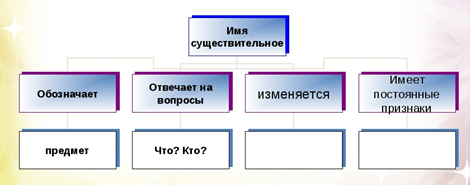 Имя
существительное
Обозначает
Отвечает на
вопросы
изменяется
Имеет
постоянные
признаки
предмет
Что? Кто?